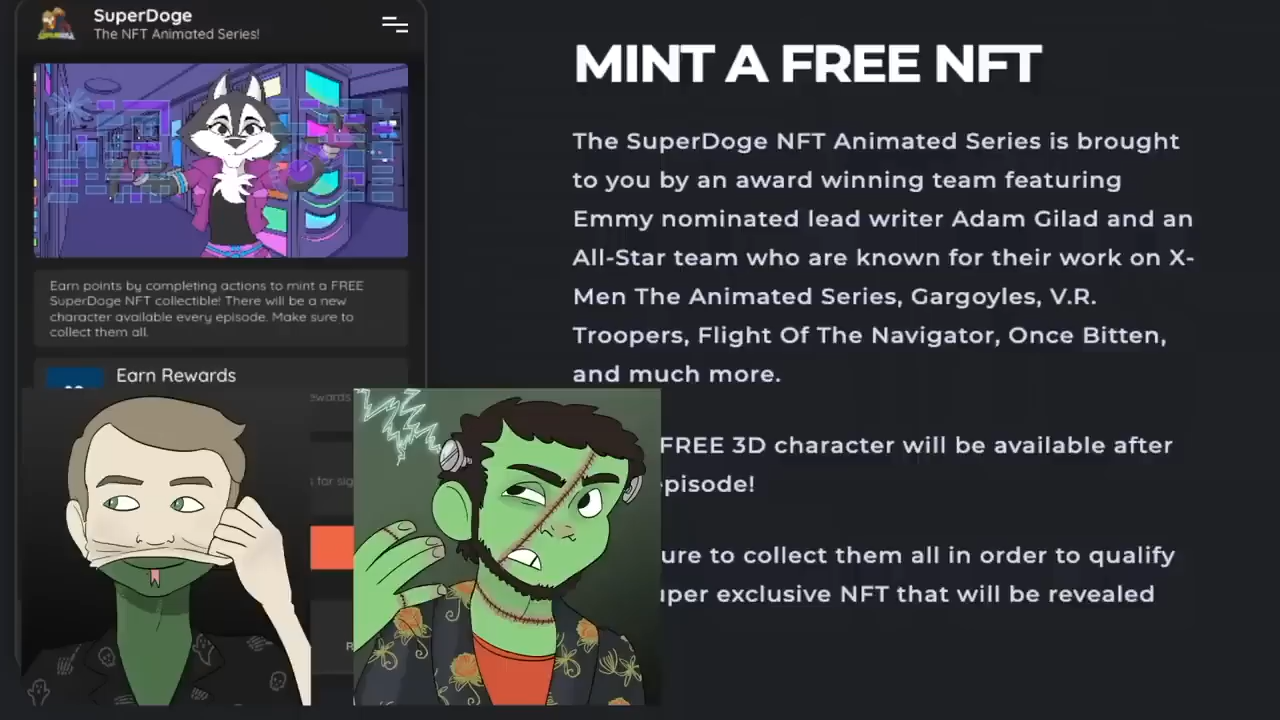 SuperDoge
The NFT Animated Series!
Earn points by completing actions to mint a FREE
SuperDoge NFT collectible! There will be a new
character available every episode. Make sure to
collect them all.
Earn Rewards
for sig
MINT A FREE NFT
The SuperDoge NFT Animated Series is brought
to you by an award winning team featuring
Emmy nominated lead writer Adam Gilad and an
All-Star team who are known for their work on X-
Men The Animated Series, Gargoyles, V.R.
Troopers, Flight Of The Navigator, Once Bitten,
and much more.
FREE 3D character will be available after
pisode!
ure to collect them all in order to qualify
uper exclusive NFT that will be revealed